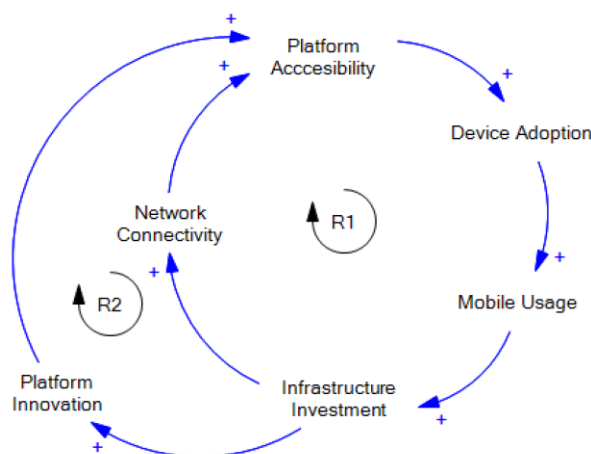 +
Platform
Acccesibility
+
+
Device Adoption
Network
Connectivity
R1
+
+
R2
Mobile Usage
Platform
Innovation
Infrastructure
Investment
+
+